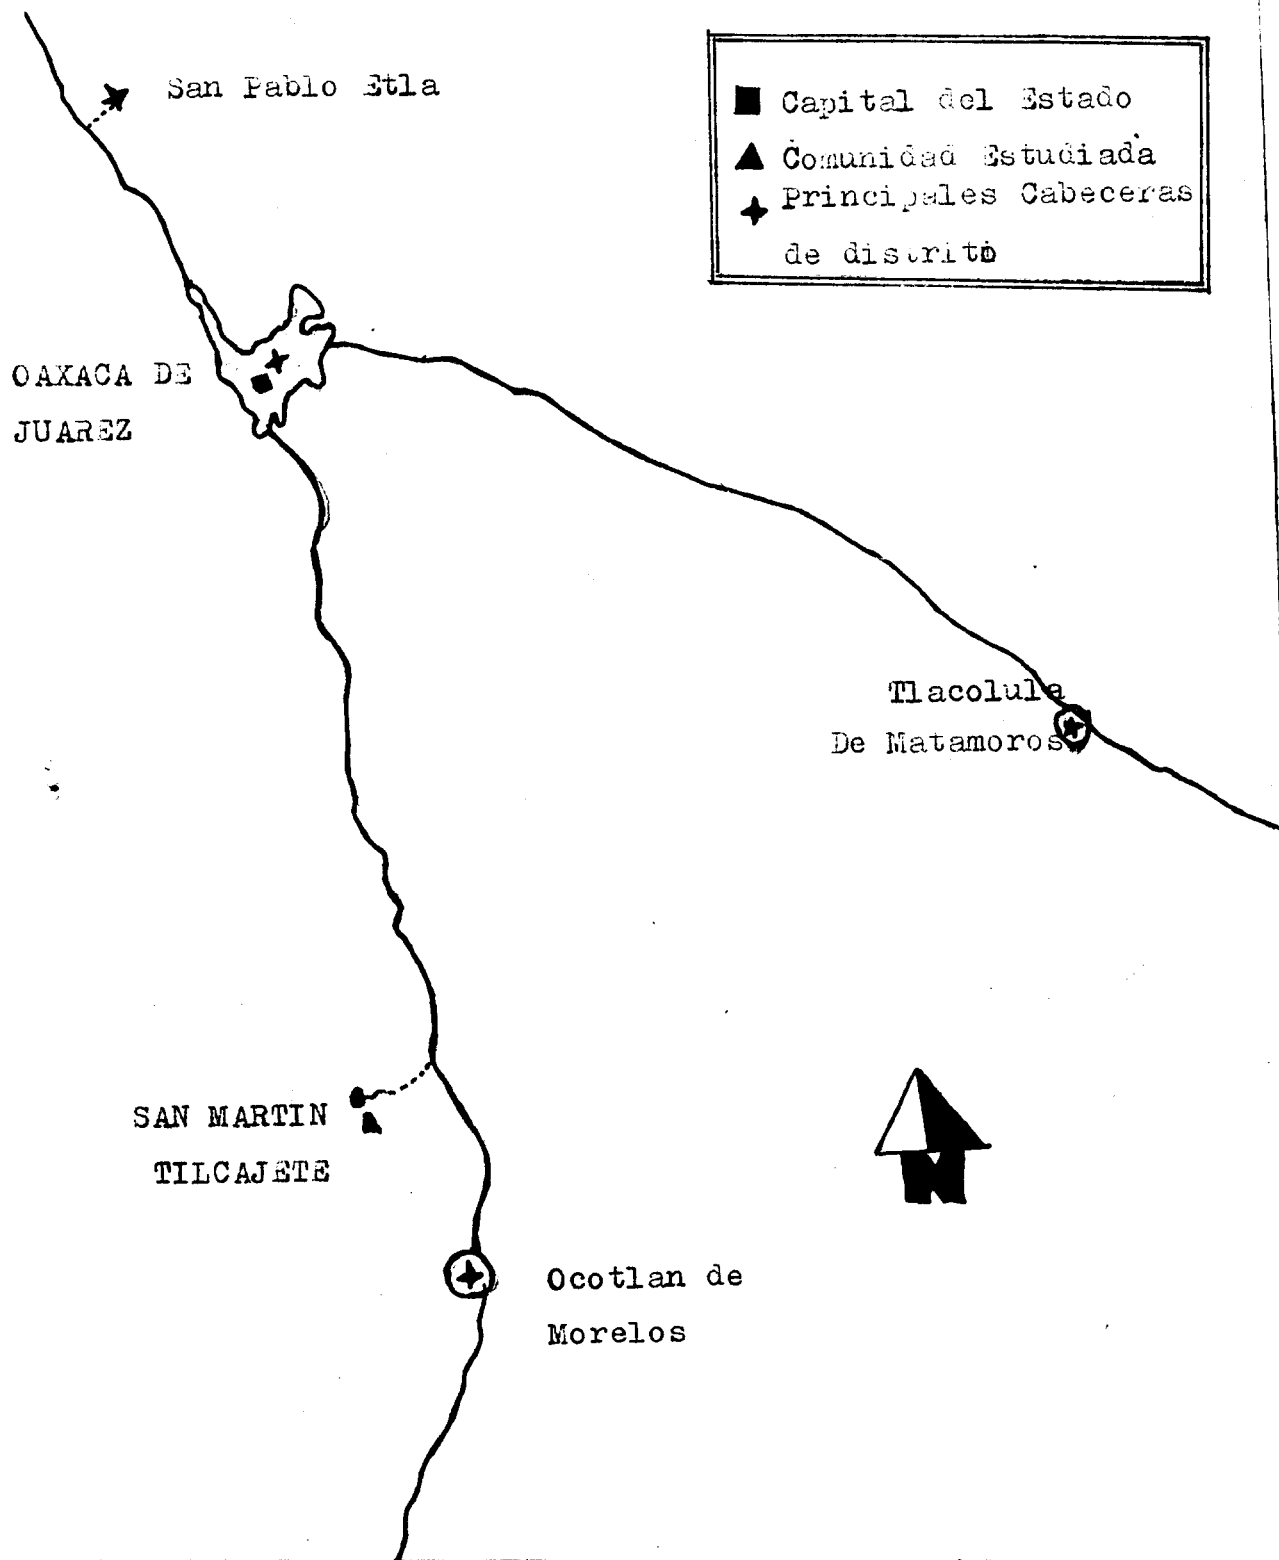 San Pablo Etla
Capital del Estado
Comunidad Estudiada
Principales Cabeceras
de distrito
OAXACA DE
JUAREZ
Tlacolula
De Matamoros
SAN MARTIN
TILCAJETE
N
Ocotlan de
Morelos